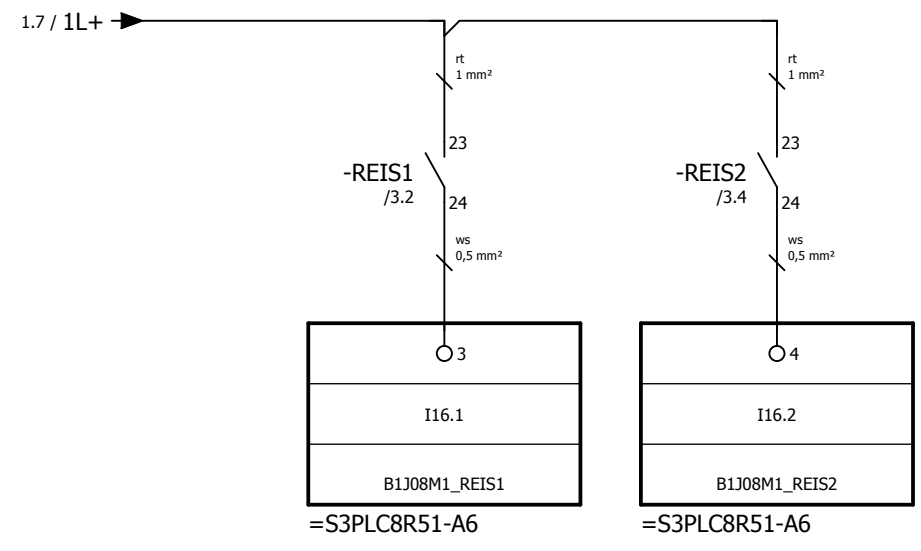 1.7 / 1L+
rt
1 mm²
rt
1 mm²
23
23
-REIS1
/3.2
-REIS2
/3.4
24
24
ws
0,5 mm²
ws
0,5 mm²
3
4
I16.1
I16.2
B1J08M1_REIS1
B1J08M1_REIS2
=S3PLC8R51-A6
=S3PLC8R51-A6